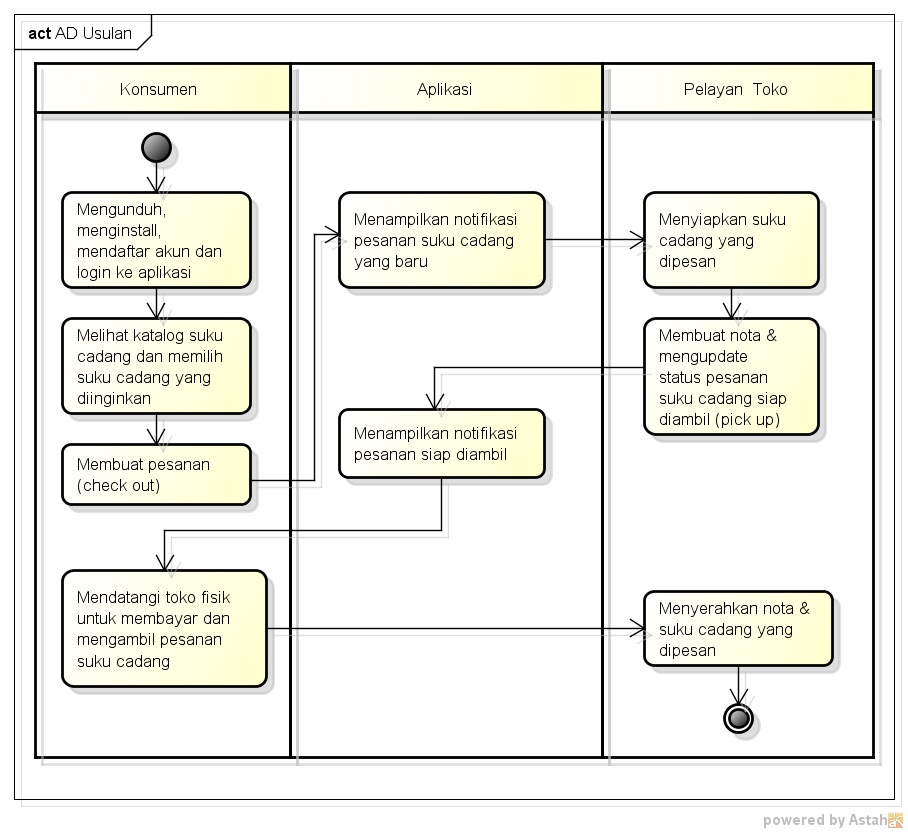 act AD Usulan
Konsumen
Aplikasi
Pelayan Toko
Mengunduh,
menginstall,
mendaftar akun dan
login ke aplikasi
Melihat katalog suku
cadang dan memilih
suku cadang yang
diinginkan
Membuat pesanan
(check out)
Menampilkan notifikasi
pesanan suku cadang
yang baru
Menyiapkan suku
cadang yang
dipesan
Membuat nota &
mengupdate
status pesanan
suku cadang siap
diambil (pick up)
Menampilkan notifikasi
pesanan siap diambil
Mendatangi toko fisik
untuk membayar dan
mengambil pesanan
suku cadang
Menyerahkan nota &
suku cadang yang
dipesan
powered by Astah